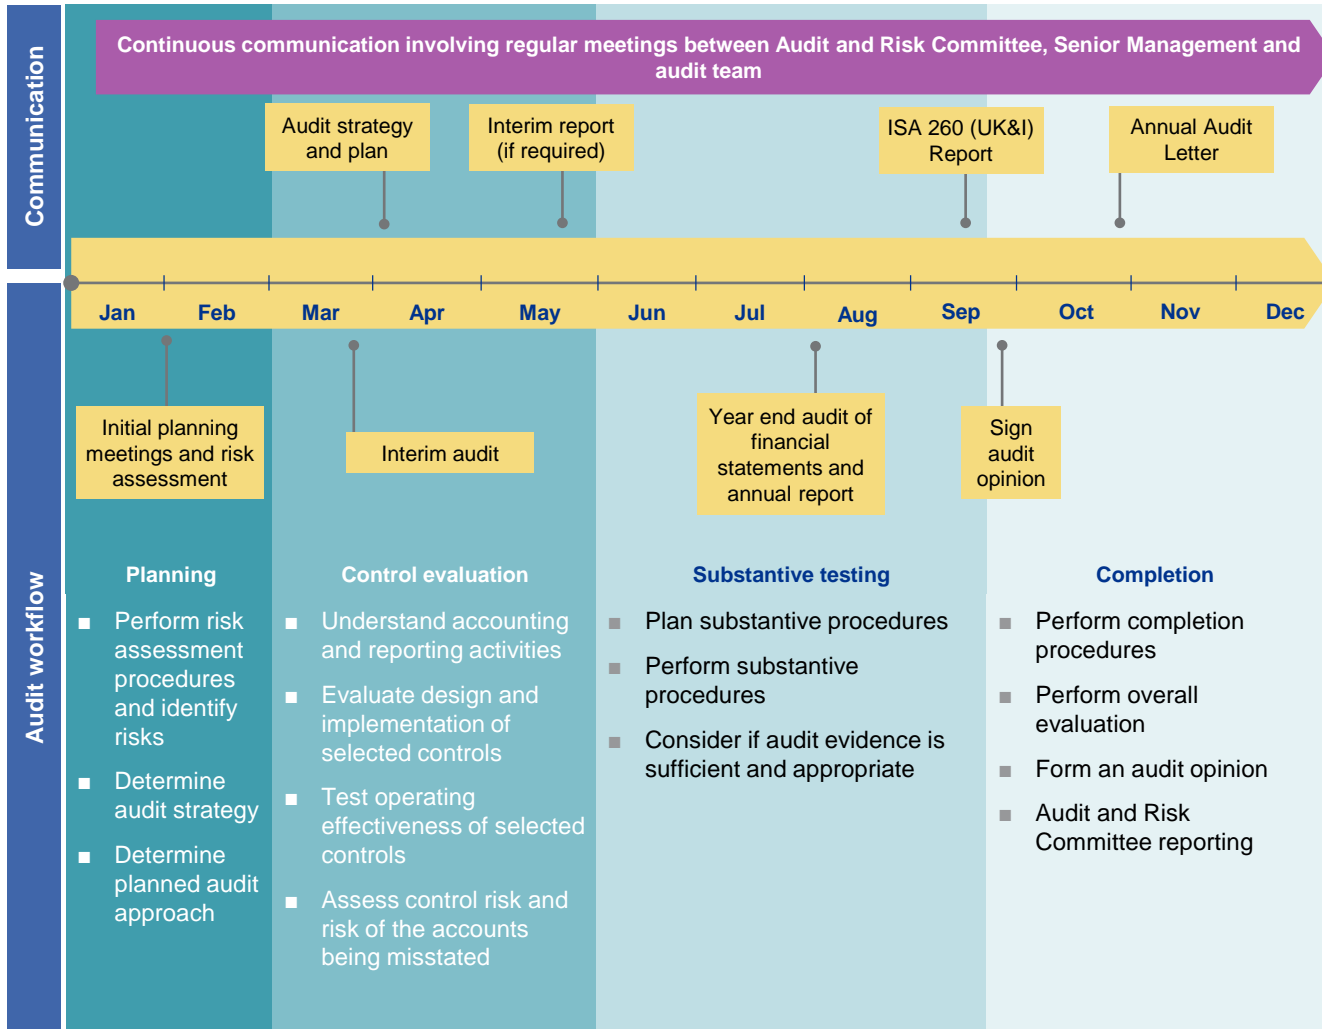 Communication
Continuous communication involving regular meetings between Audit and Risk Committee, Senior Management and
audit team
Audit strategy
and plan
Interim report
(if required)
ISA 260 (UK&I)
Report
Annual Audit
Letter
Jan
Feb
Mar
Apr
May
Jun
Jul
Aug
Sep
Oct
Nov
Dec
Audit workflow
Initial planning
meetings and risk
assessment
Interim audit
Year end audit of
financial
statements and
annual report
Sign
audit
opinion
Planning
■ Perform risk
assessment
procedures
and identify
risks
■ Determine
audit strategy
■ Determine
planned audit
approach
Control evaluation
■ Understand accounting
and reporting activities
■ Evaluate design and
implementation of
selected controls
■ Test operating
effectiveness of selected
controls
■ Assess control risk and
risk of the accounts
being misstated
Substantive testing
■ Plan substantive procedures
■ Perform substantive
procedures
■ Consider if audit evidence is
sufficient and appropriate
Completion
■ Perform completion
procedures
■ Perform overall
evaluation
■ Form an audit opinion
■ Audit and Risk
Committee reporting